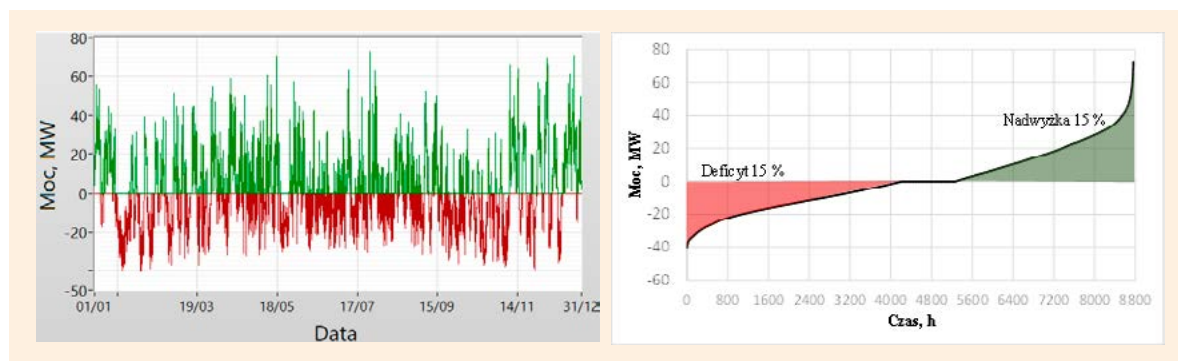 80
60
40
20
0
-20
-50
Moc, MW
01/01 19/03 18/05 17/07 15/09 14/11 31/12
Data
80
60
40
20
0
-20
-40
-60
Moc, MW
Nadwyżka 15 %
Deficyt 15 %
0 800 1600 2400 3200 4000 4800 5600 6400 7200 8000 8800
Czas, h